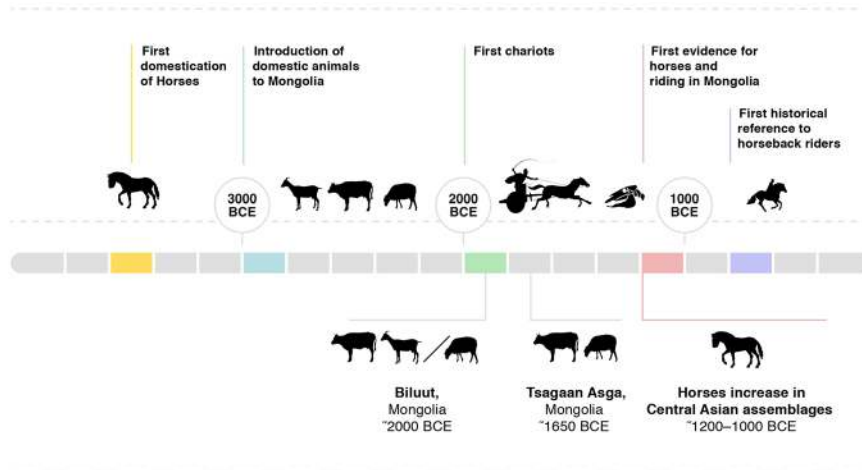 First
domestication
of Horses
Introduction of
domestic animals
to Mongolia
First chariots
First evidence for
horses and
riding in Mongolia
First historical
reference to
horseback riders
3000
BCE
2000
BCE
1000
BCE
Biluut,
Mongolia
~2000 BCE
Tsagaan Asga,
Mongolia
~1650 BCE
Horses increase in
Central Asian assemblages
~1200–1000 BCE